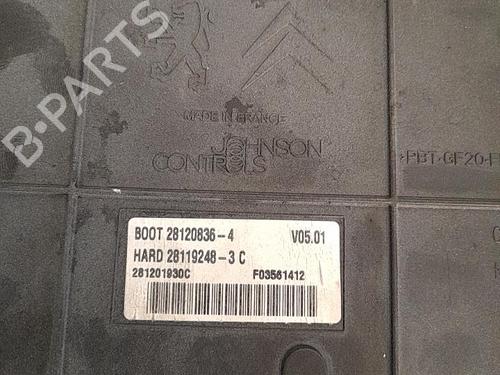 B-PARTS
MADE IN FRANCE
JOHNSON
CONTROLS
>PBT-GF20-F
BOOT 28120836-4 V05.01
HARD 28119248-3 C
281201930C F03561412